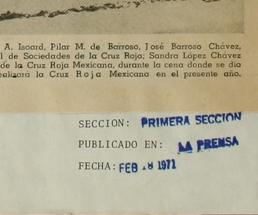 A. Isoard, Pilar M. de Barroso, José Barroso Chávez,
l de Sociedades de la Cruz Roja; Sandra López Chávez
de la Cruz Roja Mexicana, durante la cena donde se dio
ealizará la Cruz Roja Mexicana en el presente año.
SECCION: PRIMERA SECCION
PUBLICADO EN: LA PRENSA
FECHA: FEB 18 1971